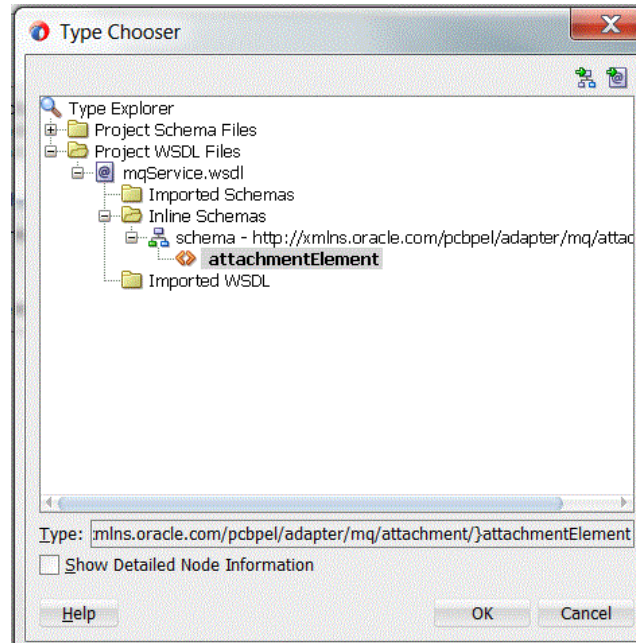 Type Chooser
Type Explorer
Project Schema Files
Project WSDL Files
mqService.wsdl
Imported Schemas
Inline Schemas
schema - http://xmlns.oracle.com/pcbpel/adapter/mq/attac
attachmentElement
Imported WSDL
Type: :mlns.oracle.com/pcbpel/adapter/mq/attachment/}attachmentElement
Show Detailed Node Information
Help OK Cancel